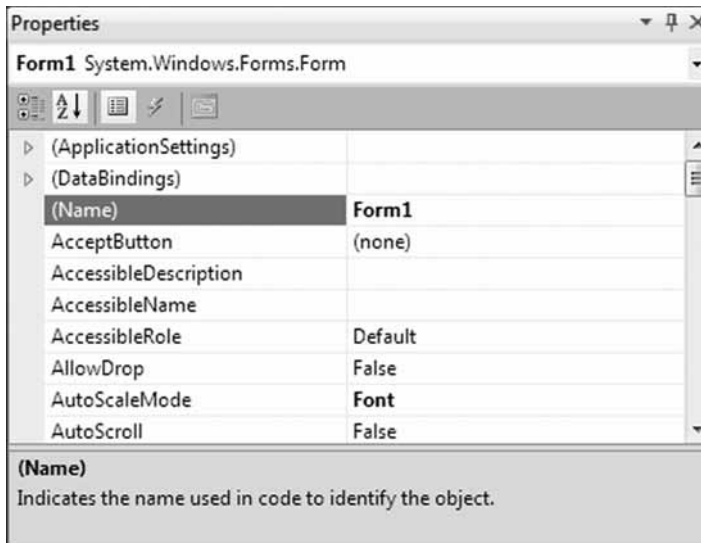 Properties
Form1 System.Windows.Forms.Form
A
Z
(ApplicationSettings)
(DataBindings)
(Name) Form1
AcceptButton (none)
AccessibleDescription
AccessibleName
AccessibleRole Default
AllowDrop False
AutoScaleMode Font
AutoScroll False
(Name)
Indicates the name used in code to identify the object.